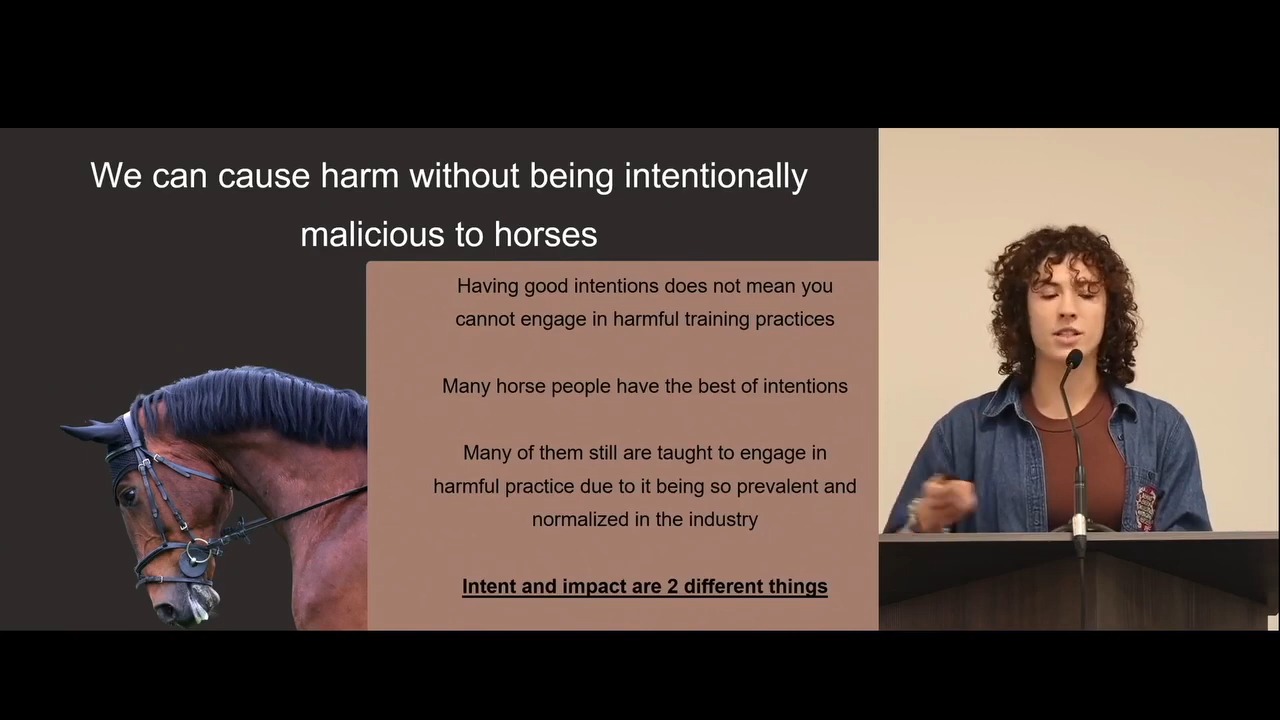 We can cause harm without being intentionally
malicious to horses
Having good intentions does not mean you
cannot engage in harmful training practices
Many horse people have the best of intentions
Many of them still are taught to engage in
harmful practice due to it being so prevalent and
normalized in the industry
Intent and impact are 2 different things